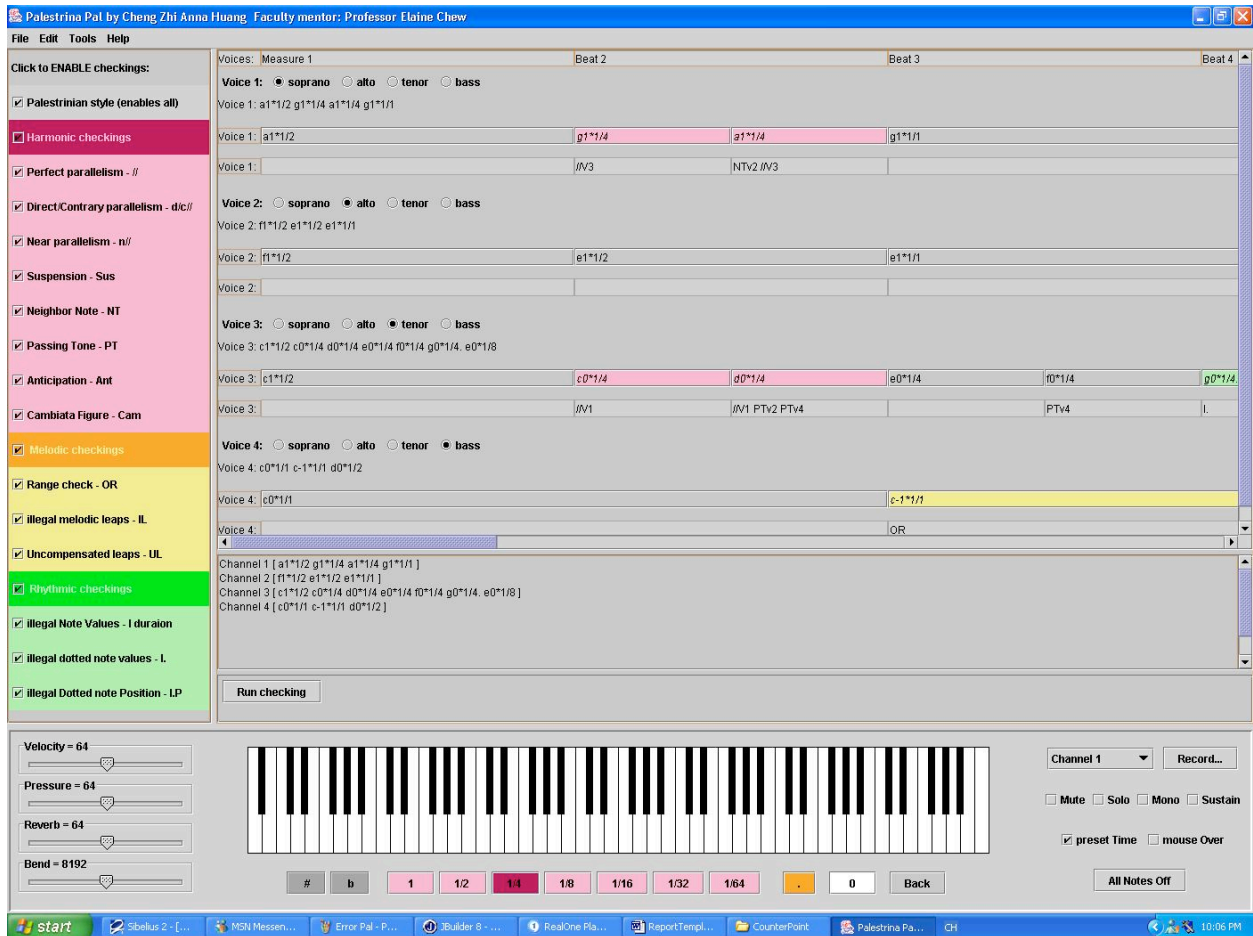 Palestrina Pal by Cheng Zhi Anna Huang Faculty mentor: Professor Elaine Chew
File Edit Tools Help
Click to ENABLE checkings:
Palestrinian style (enables all)
Harmonic checkings
Perfect parallelism - //
Direct/Contrary parallelism - d/c//
Near parallelism - n//
Suspension - Sus
Neighbor Note - NT
Passing Tone - PT
Anticipation - Ant
Cambiata Figure - Cam
Melodic checkings
Range check - OR
illegal melodic leaps - IL
Uncompensated leaps - UL
Rhythmic checkings
illegal Note Values - I duraion
illegal dotted note values - I.
illegal Dotted note Position - I.P
Voices: Measure 1 Beat 2 Beat 3 Beat 4
Voice 1: soprano alto tenor bass
Voice 1: a1*1/2 g1*1/4 a1*1/4 g1*1/1
Voice 1: a1*1/2 g1*1/4 a1*1/4 g1*1/1
Voice 1: //V3 NTv2 //V3
Voice 2: soprano alto tenor bass
Voice 2: f1*1/2 e1*1/2 e1*1/1
Voice 2: f1*1/2 e1*1/2 e1*1/1
Voice 2:
Voice 3: soprano alto tenor bass
Voice 3: c1*1/2 c0*1/4 d0*1/4 e0*1/4 f0*1/4 g0*1/4. e0*1/8
Voice 3: c1*1/2 c0*1/4 d0*1/4 e0*1/4 f0*1/4 g0*1/4.
Voice 3: //V1 //V1 PTv2 PTv4 PTv4 I.
Voice 4: soprano alto tenor bass
Voice 4: c0*1/1 c-1*1/1 d0*1/2
Voice 4: c0*1/1 c-1*1/1
Voice 4: OR
Channel 1 [ a1*1/2 g1*1/4 a1*1/4 g1*1/1 ]
Channel 2 [ f1*1/2 e1*1/2 e1*1/1 ]
Channel 3 [ c1*1/2 c0*1/4 d0*1/4 e0*1/4 f0*1/4 g0*1/4. e0*1/8 ]
Channel 4 [ c0*1/1 c-1*1/1 d0*1/2 ]
Run checking
Velocity = 64
Pressure = 64
Reverb = 64
Bend = 8192
# b 1 1/2 1/4 1/8 1/16 1/32 1/64 . 0 Back
Channel 1 Record...
Mute Solo Mono Sustain
preset Time mouse Over
All Notes Off
start Sibelius 2 - [... MSN Messen... Error Pal - P... JBuilder 8 - ... RealOne Pla... ReportTempl... CounterPoint Palestrina Pa... CH 10:06 PM